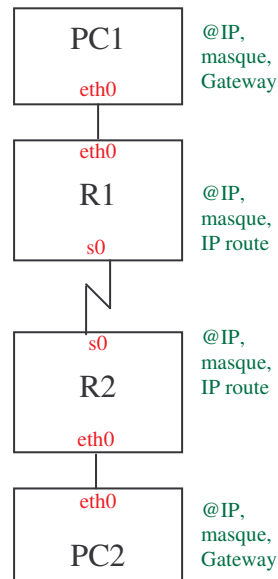 PC1
eth0
@IP,
masque,
Gateway
eth0
R1
s0
@IP,
masque,
IP route
s0
R2
eth0
@IP,
masque,
IP route
eth0
PC2
@IP,
masque,
Gateway